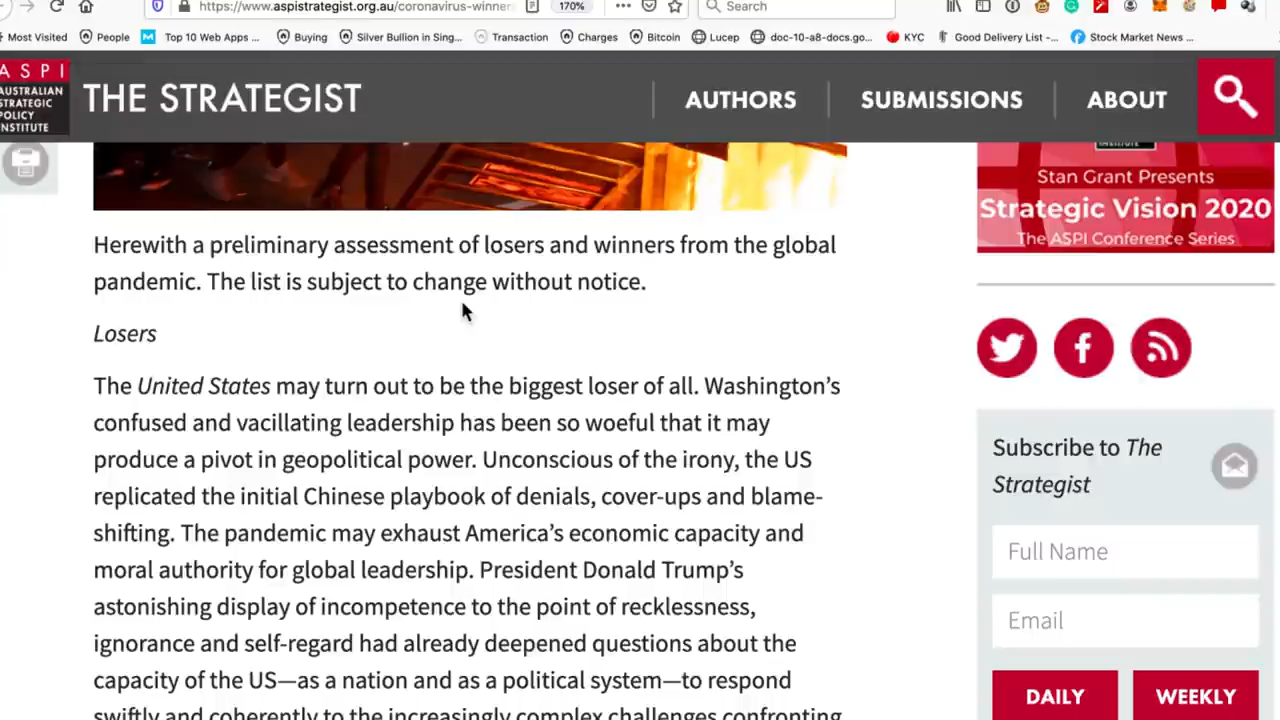 https://www.aspistrategist.org.au/coronavirus-winner
170%
Search
Most Visited
People
Top 10 Web Apps ...
Buying
Silver Bullion in Sing...
Transaction
Charges
Bitcoin
Lucep
doc-10-a8-docs.go...
KYC
Good Delivery List -...
Stock Market News ...
ASPI
AUSTRALIAN
STRATEGIC
POLICY
INSTITUTE
THE STRATEGIST
AUTHORS
SUBMISSIONS
ABOUT
Stan Grant Presents
Strategic Vision 2020
The ASPI Conference Series
Herewith a preliminary assessment of losers and winners from the global
pandemic. The list is subject to change without notice.
Losers
The United States may turn out to be the biggest loser of all. Washington’s
confused and vacillating leadership has been so woeful that it may
produce a pivot in geopolitical power. Unconscious of the irony, the US
replicated the initial Chinese playbook of denials, cover-ups and blame-
shifting. The pandemic may exhaust America’s economic capacity and
moral authority for global leadership. President Donald Trump’s
astonishing display of incompetence to the point of recklessness,
ignorance and self-regard had already deepened questions about the
capacity of the US—as a nation and as a political system—to respond
swiftly and coherently to the increasingly complex challenges confronting
Subscribe to The
Strategist
Full Name
Email
DAILY
WEEKLY